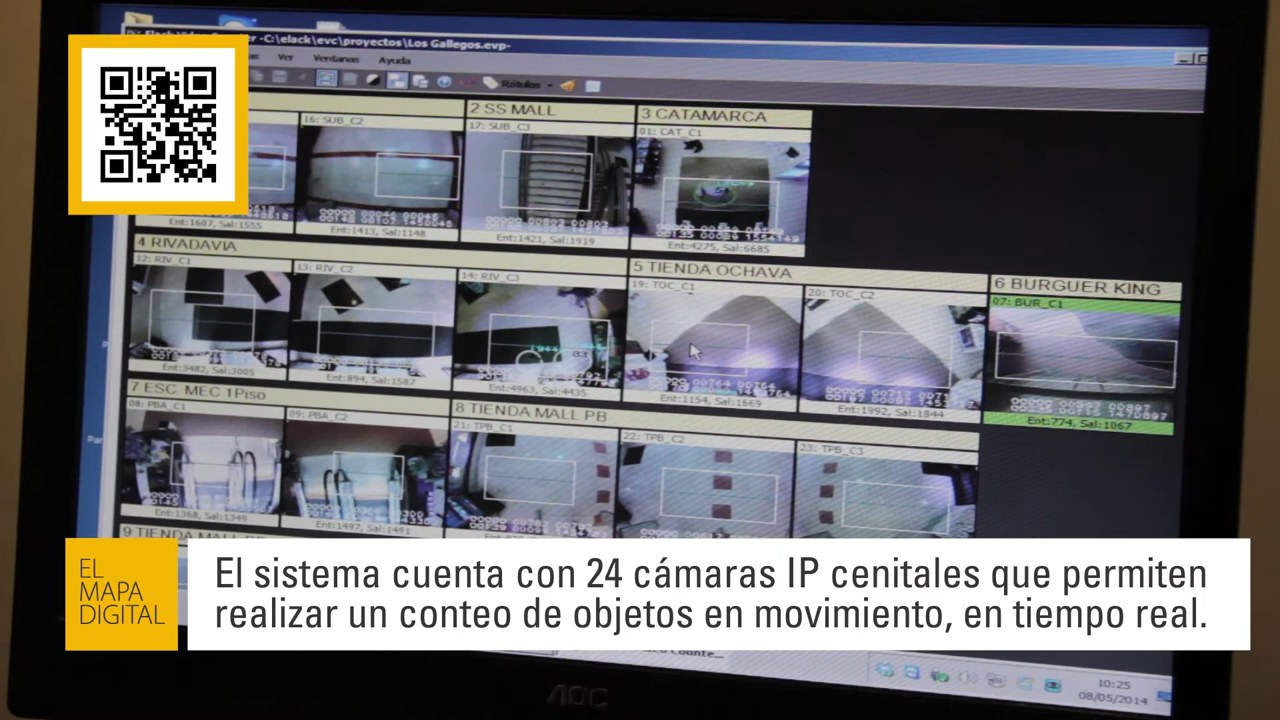 -C:\elack\evc\proyectos\Los Gallegos.evp-
Ver Ventanas Ayuda
Rótulos
2 SS MALL
3 CATAMARCA
16: SUB_C2
17: SUB_C3
01: CAT_C1
Ent:1607, Sal:1555
Ent:1413, Sal:1148
Ent:1421, Sal:1919
Ent:4275, Sal:6685
4 RIVADAVIA
5 TIENDA OCHAVA
6 BURGUER KING
12: RIV_C1
13: RIV_C2
14: RIV_C3
19: TOC_C1
20: TOC_C2
07: BUR_C1
Ent:3482, Sal:3005
Ent:894, Sal:1587
Ent:4963, Sal:4435
Ent:1154, Sal:1669
Ent:1992, Sal:1844
Ent:774, Sal:1067
7 ESC MEC 1Piso
8 TIENDA MALL PB
08: PBA_C1
09: PBA_C2
21: TPB_C1
22: TPB_C2
23: TPB_C3
Ent:1368, Sal:1349
Ent:1497, Sal:1491
9 TIENDA MALL
EL
MAPA
DIGITAL
El sistema cuenta con 24 cámaras IP cenitales que permiten
realizar un conteo de objetos en movimiento, en tiempo real.
10:25
08/05/2014
AOC